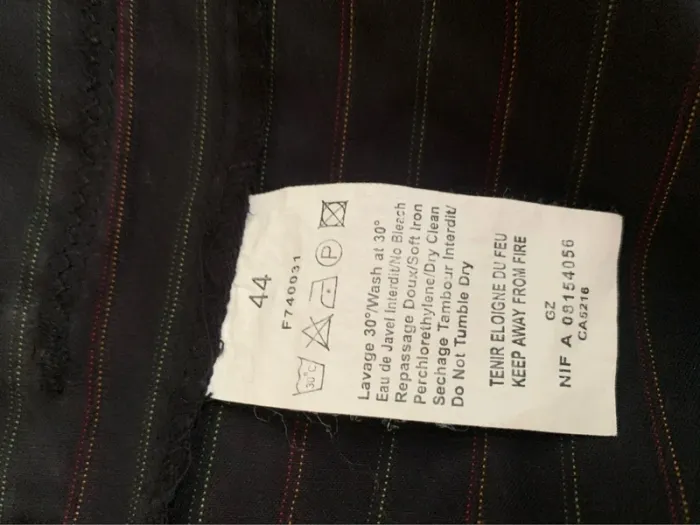 44
F740031
30°C
P
Lavage 30°/Wash at 30°
Eau de Javel Interdit/No Bleach
Repassage Doux/Soft Iron
Perchlorethylene/Dry Clean
Sechage Tambour Interdit/
Do Not Tumble Dry
TENIR ELOIGNE DU FEU
KEEP AWAY FROM FIRE
GZ
NIF A 08154056
CA5216